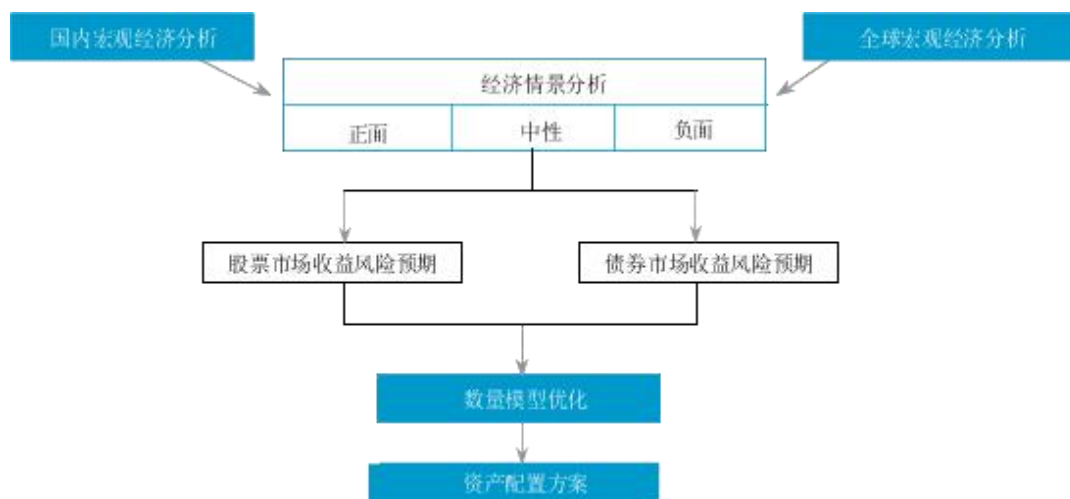 国内宏观经济分析
全球宏观经济分析
经济情景分析
正面
中性
负面
股票市场收益风险预期
债券市场收益风险预期
数量模型优化
资产配置方案